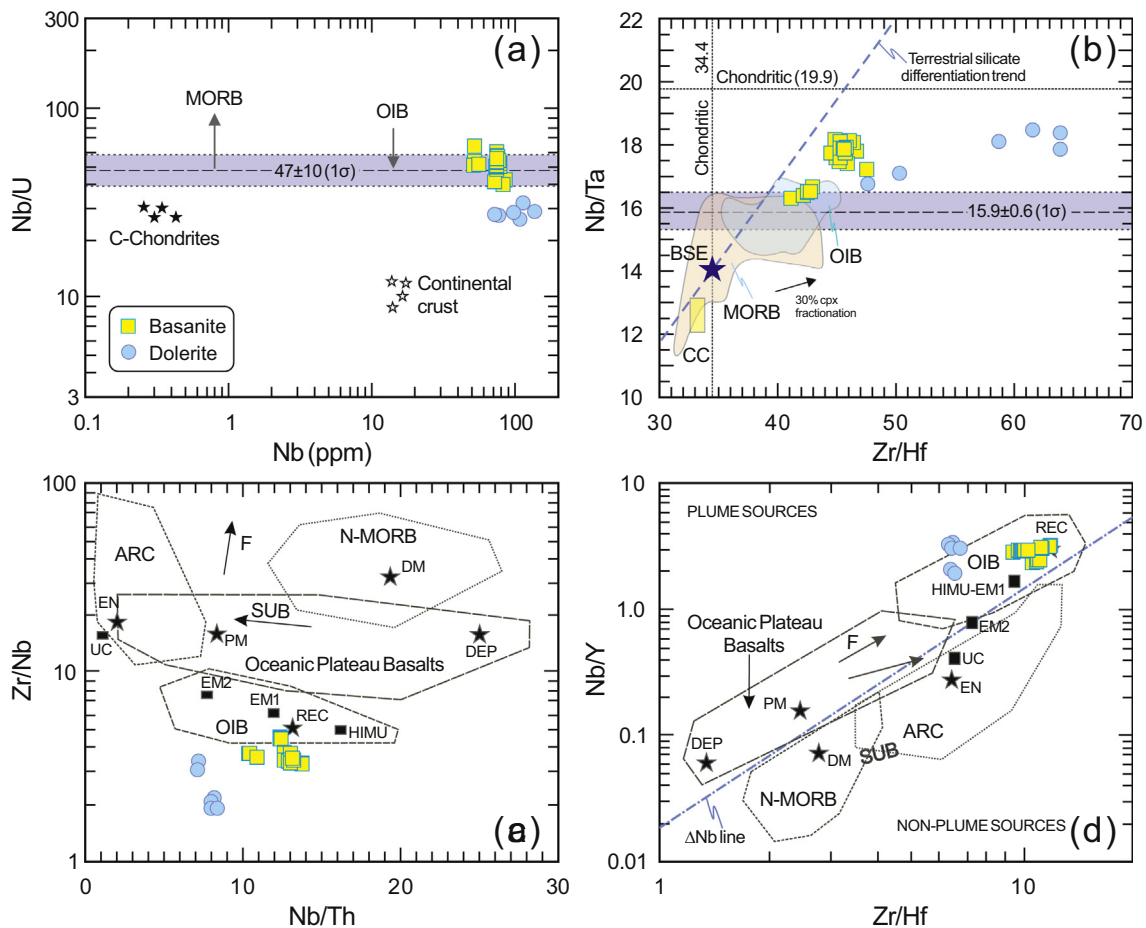 300
(a)
100
MORB
OIB
47±10 (1σ)
Nb/U
C-Chondrites
Continental
crust
10
Basanite
Dolerite
3
0.1
1
10
100
Nb (ppm)
22
34.4
(b)
Terrestrial silicate
differentiation trend
20
Chondritic (19.9)
Chondritic
18
Nb/Ta
16
15.9±0.6 (1σ)
BSE
OIB
14
MORB
30% cpx
fractionation
12
CC
10
30
40
50
60
70
Zr/Hf
100
N-MORB
ARC
F
DM
EN
SUB
UC
PM
DEP
Zr/Nb
Oceanic Plateau Basalts
10
EM2
EM1
REC
OIB
HIMU
1
0
10
20
30
Nb/Th
10
PLUME SOURCES
REC
OIB
HIMU-EM1
1.0
Oceanic Plateau
Basalts
F
EM2
UC
EN
Nb/Y
PM
0.1
DEP
DM
SUB
ARC
N-MORB
ΔNb line
NON-PLUME SOURCES
(d)
0.01
1
10
Zr/Hf